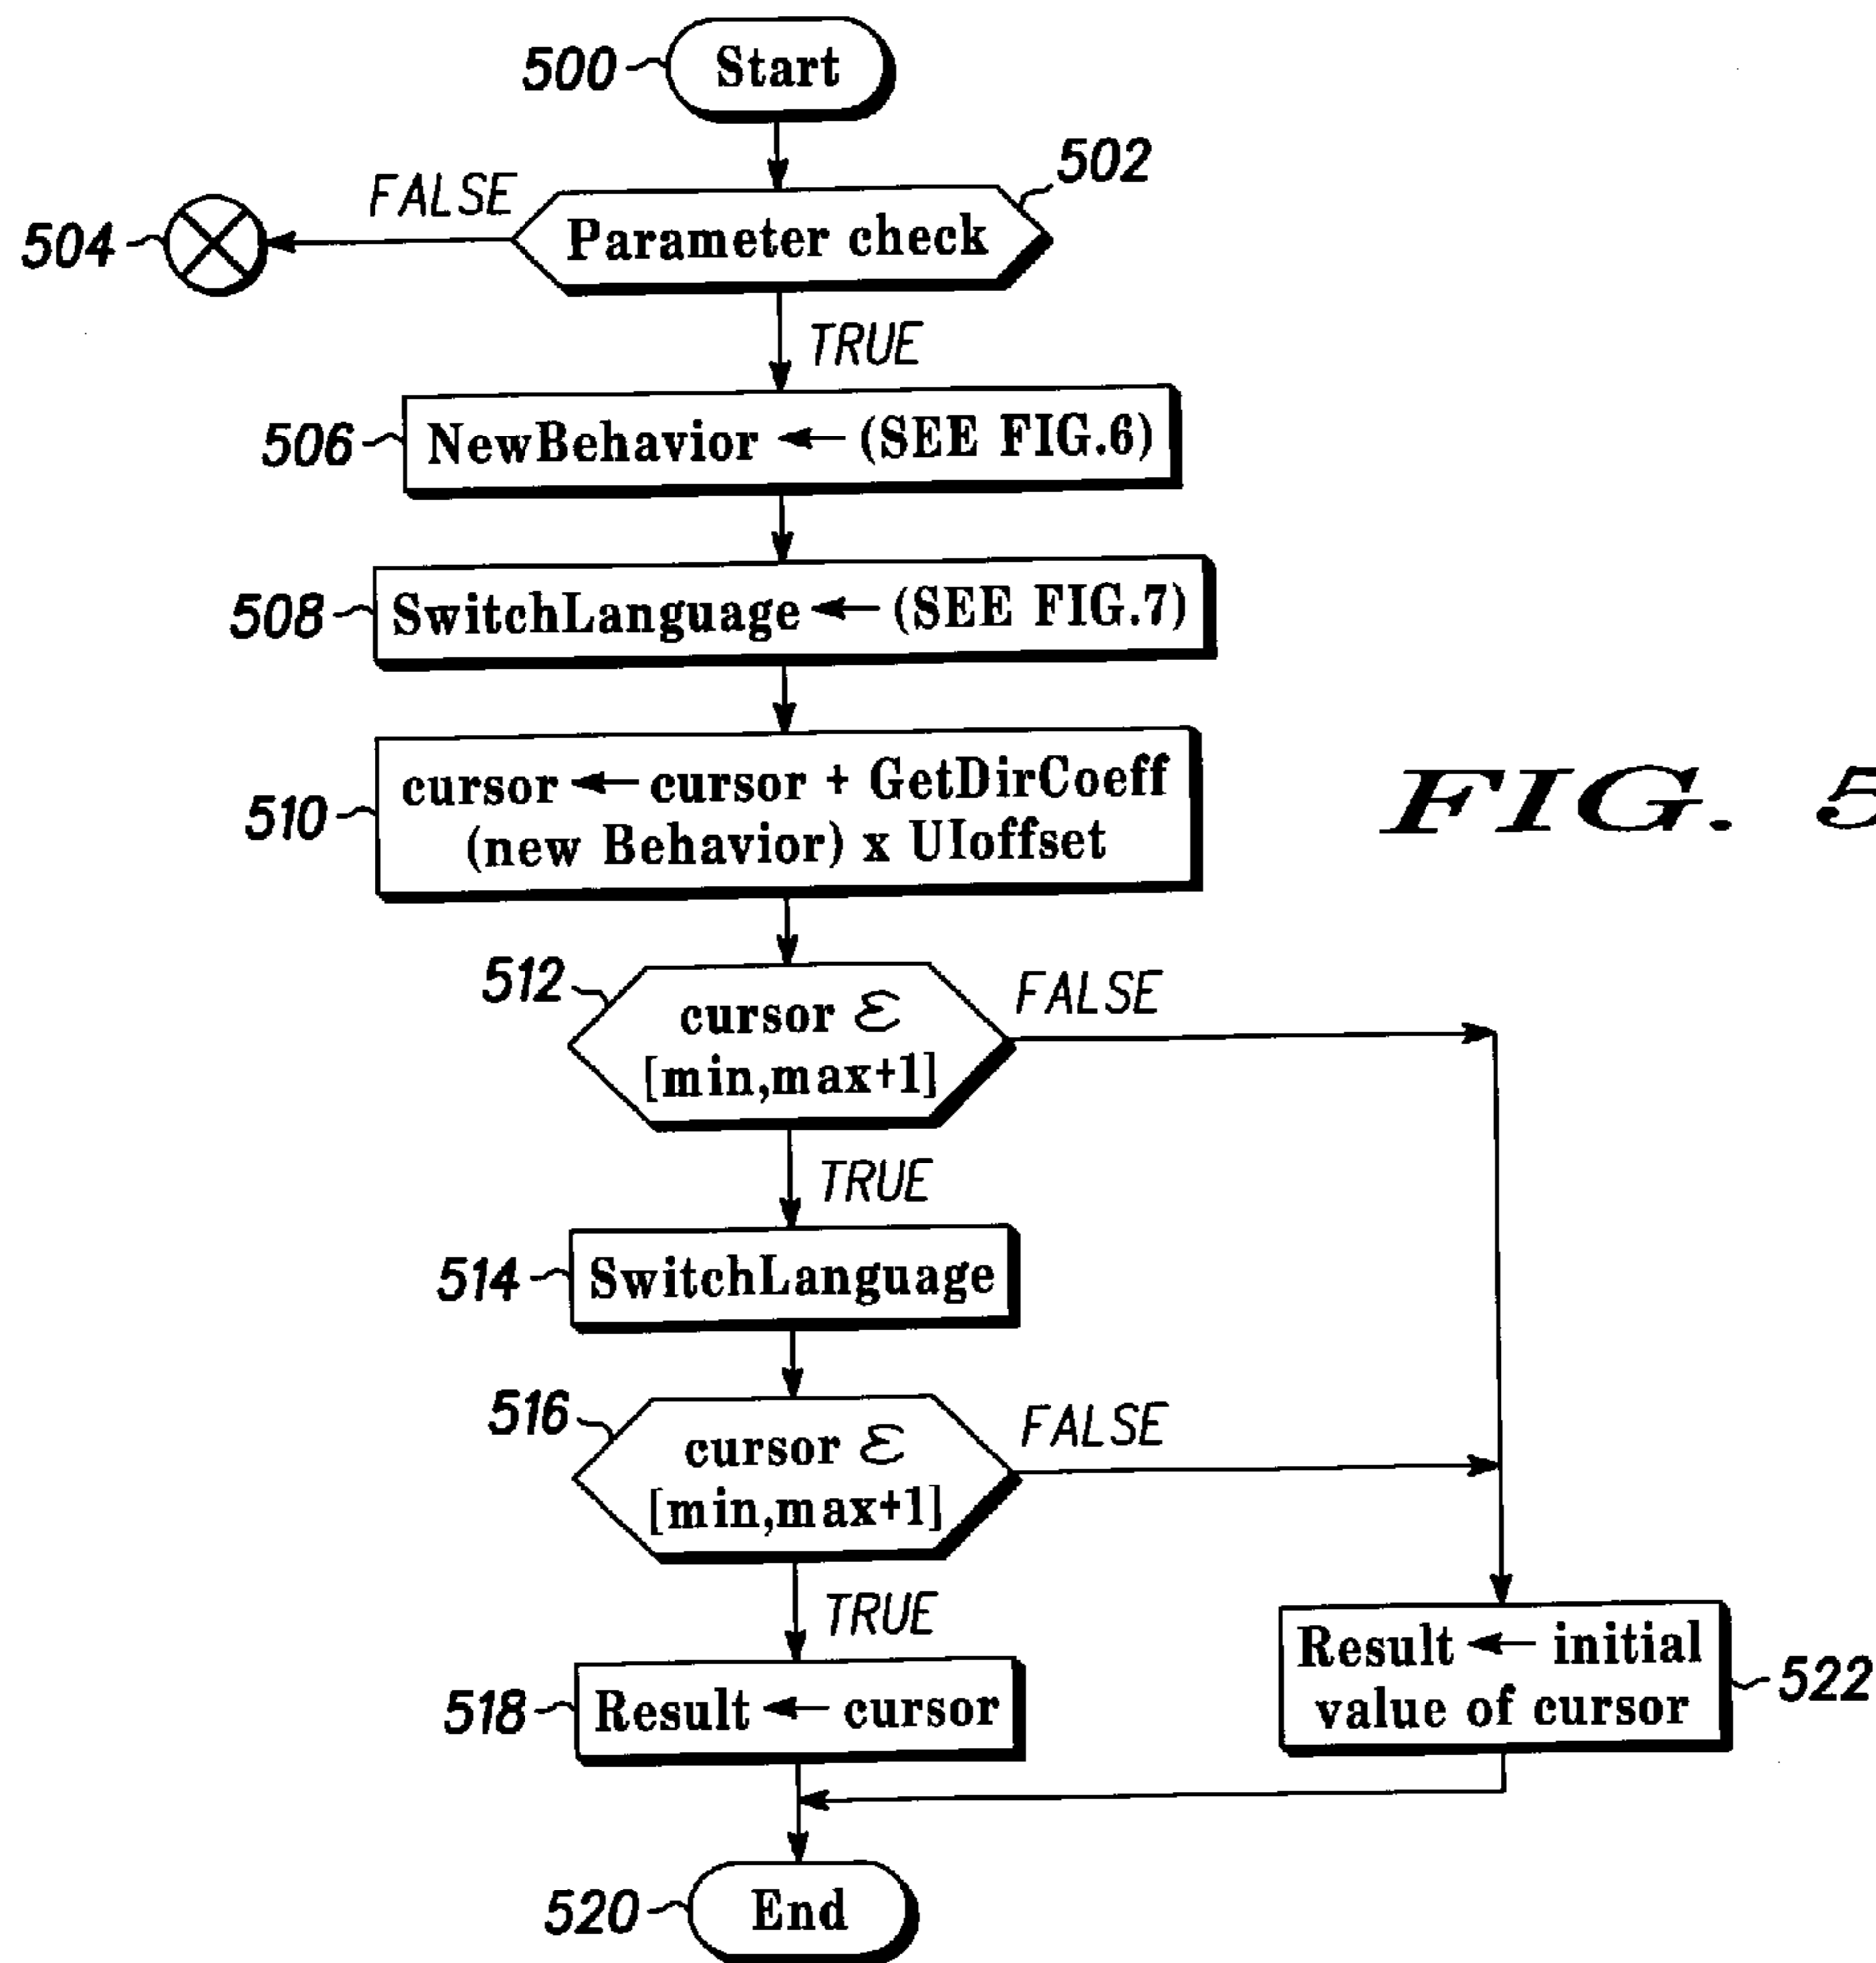 500
Start
502
FALSE
504
Parameter check
TRUE
506
NewBehavior ← (SEE FIG.6)
508
SwitchLanguage ← (SEE FIG.7)
510
cursor ← cursor + GetDirCoeff
(new Behavior) x UIoffset
FIG. 5
512
cursor ε
[min,max+1]
FALSE
TRUE
514
SwitchLanguage
516
cursor ε
[min,max+1]
FALSE
TRUE
518
Result ← cursor
Result ← initial
value of cursor
522
520
End